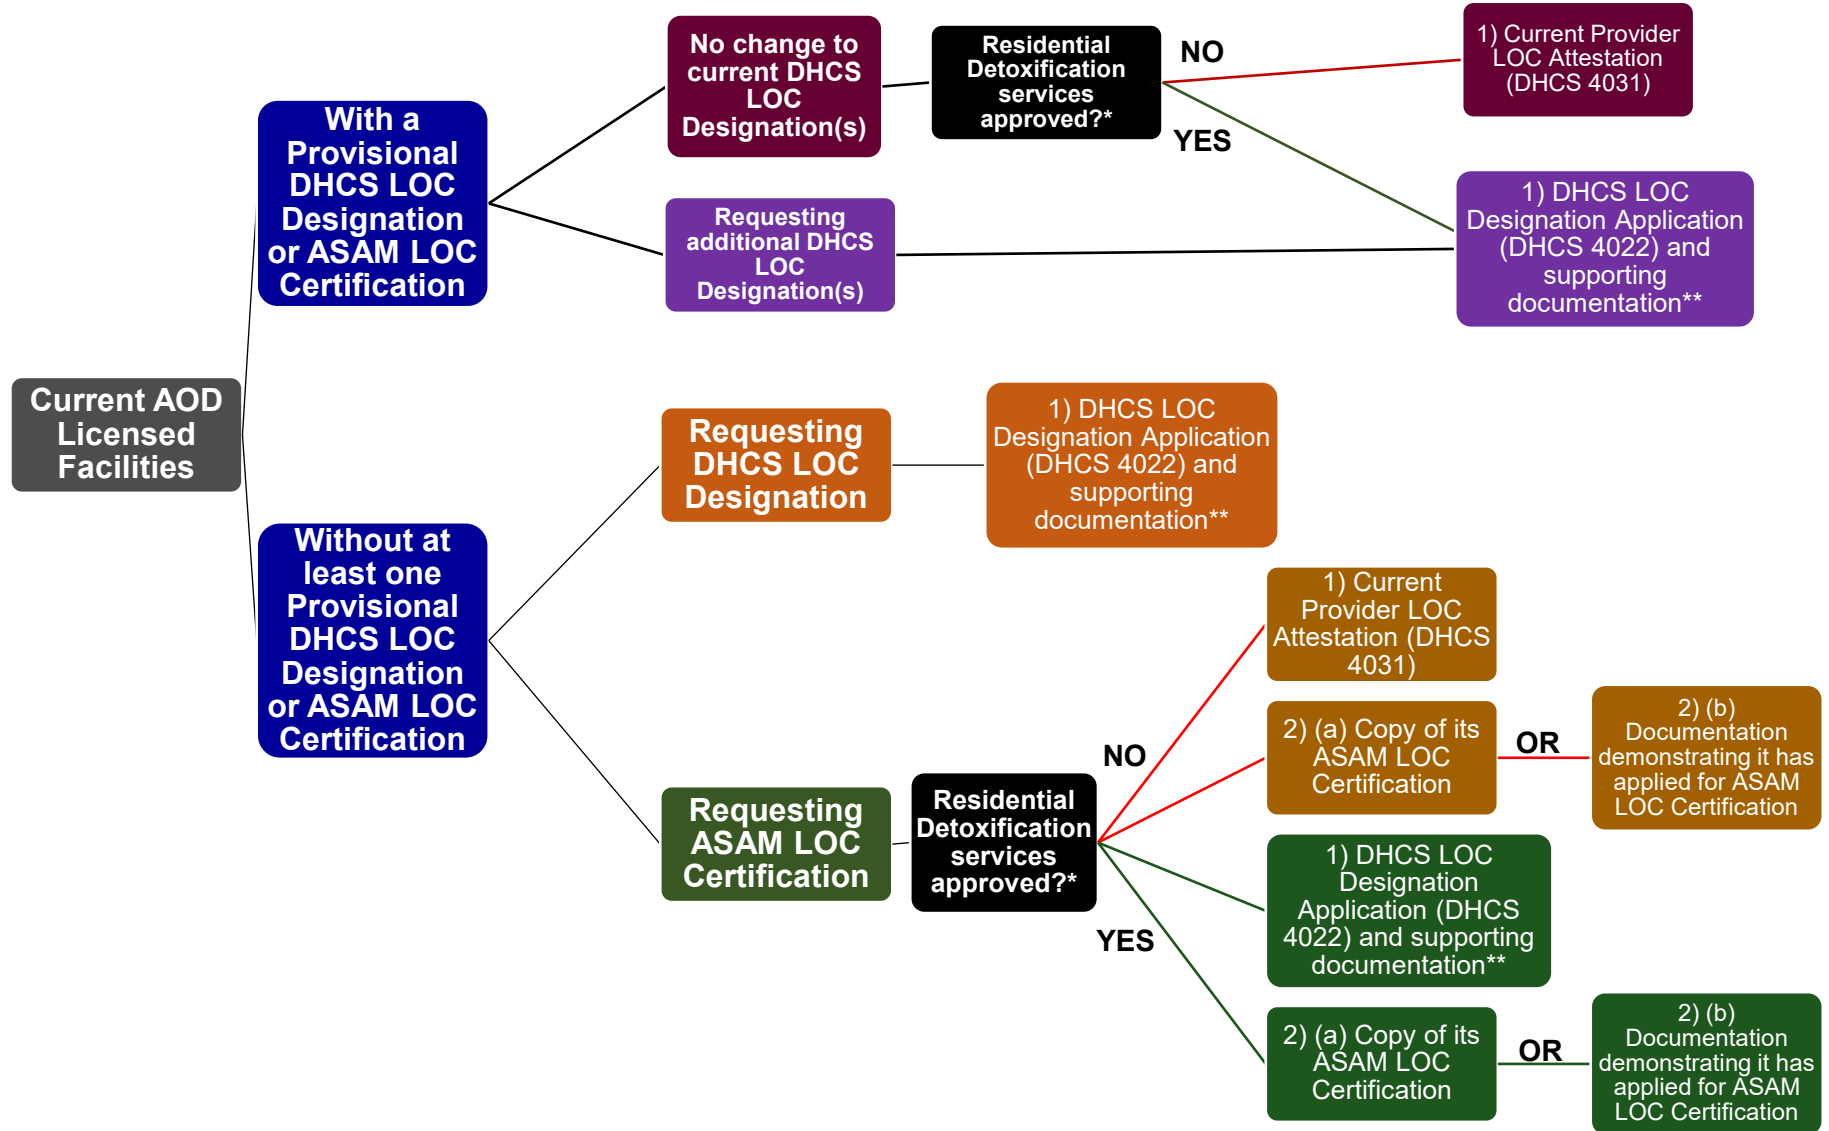 Current AOD
Licensed
Facilities
With a
Provisional
DHCS LOC
Designation
or ASAM LOC
Certification
No change to
current DHCS
LOC
Designation(s)
Residential
Detoxification
services
approved?*
NO
YES
1) Current Provider
LOC Attestation
(DHCS 4031)
Requesting
additional DHCS
LOC
Designation(s)
1) DHCS LOC
Designation Application
(DHCS 4022) and
supporting
documentation**
Without at
least one
Provisional
DHCS LOC
Designation
or ASAM LOC
Certification
Requesting
DHCS LOC
Designation
1) DHCS LOC
Designation Application
(DHCS 4022) and
supporting
documentation**
Requesting
ASAM LOC
Certification
Residential
Detoxification
services
approved?*
NO
YES
1) Current
Provider LOC
Attestation (DHCS
4031)
2) (a) Copy of its
ASAM LOC
Certification
OR
2) (b)
Documentation
demonstrating it has
applied for ASAM
LOC Certification
1) DHCS LOC
Designation
Application (DHCS
4022) and supporting
documentation**
2) (a) Copy of its
ASAM LOC
Certification
OR
2) (b)
Documentation
demonstrating it has
applied for ASAM
LOC Certification